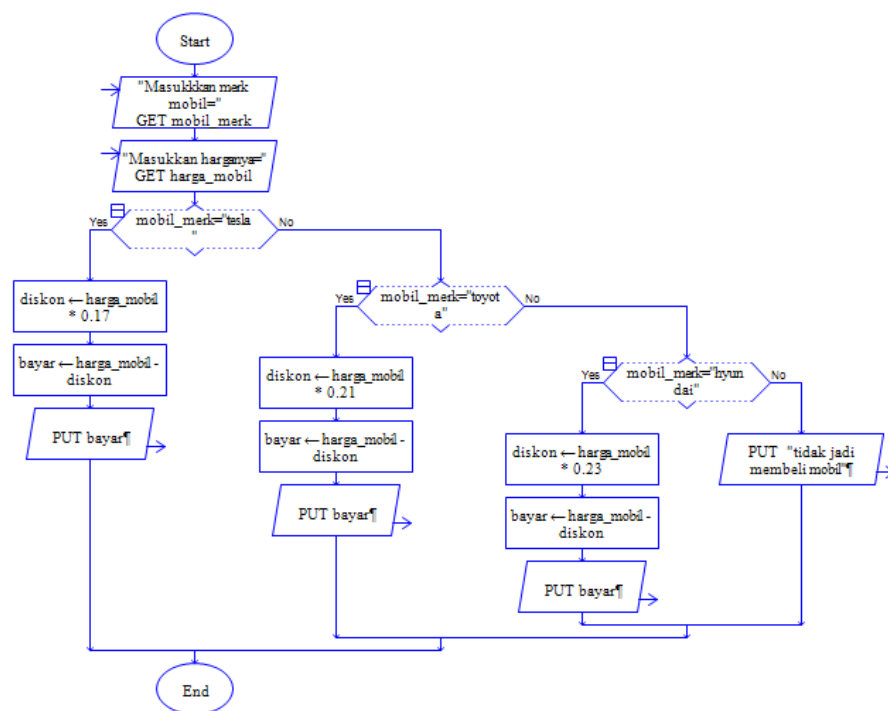 Start
"Masukkkan merk
mobil="
GET mobil_merk
"Masukkan harganya="
GET harga_mobil
Yes
mobil_merk="tesla
"
No
diskon ← harga_mobil
* 0.17
bayar ← harga_mobil -
diskon
PUT bayar¶
Yes
mobil_merk="toyot
a"
No
diskon ← harga_mobil
* 0.21
bayar ← harga_mobil -
diskon
PUT bayar¶
Yes
mobil_merk="hyun
dai"
No
diskon ← harga_mobil
* 0.23
bayar ← harga_mobil -
diskon
PUT bayar¶
PUT "tidak jadi
membeli mobil"¶
End